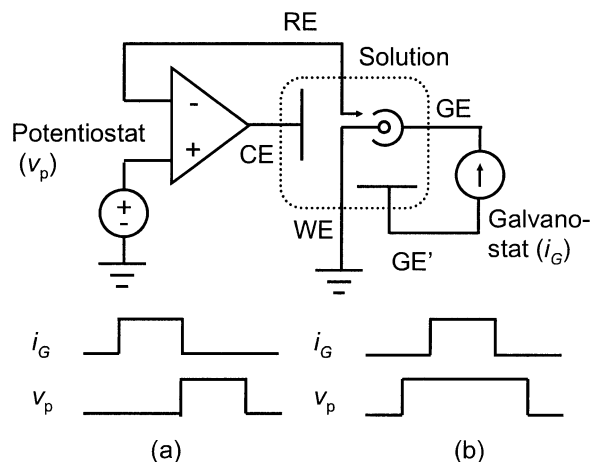 RE
Solution
-
GE
Potentiostat
(vp)
+
CE
+
-
WE
GE'
Galvano-
stat (iG)
iG
iG
vp
vp
(a)
(b)